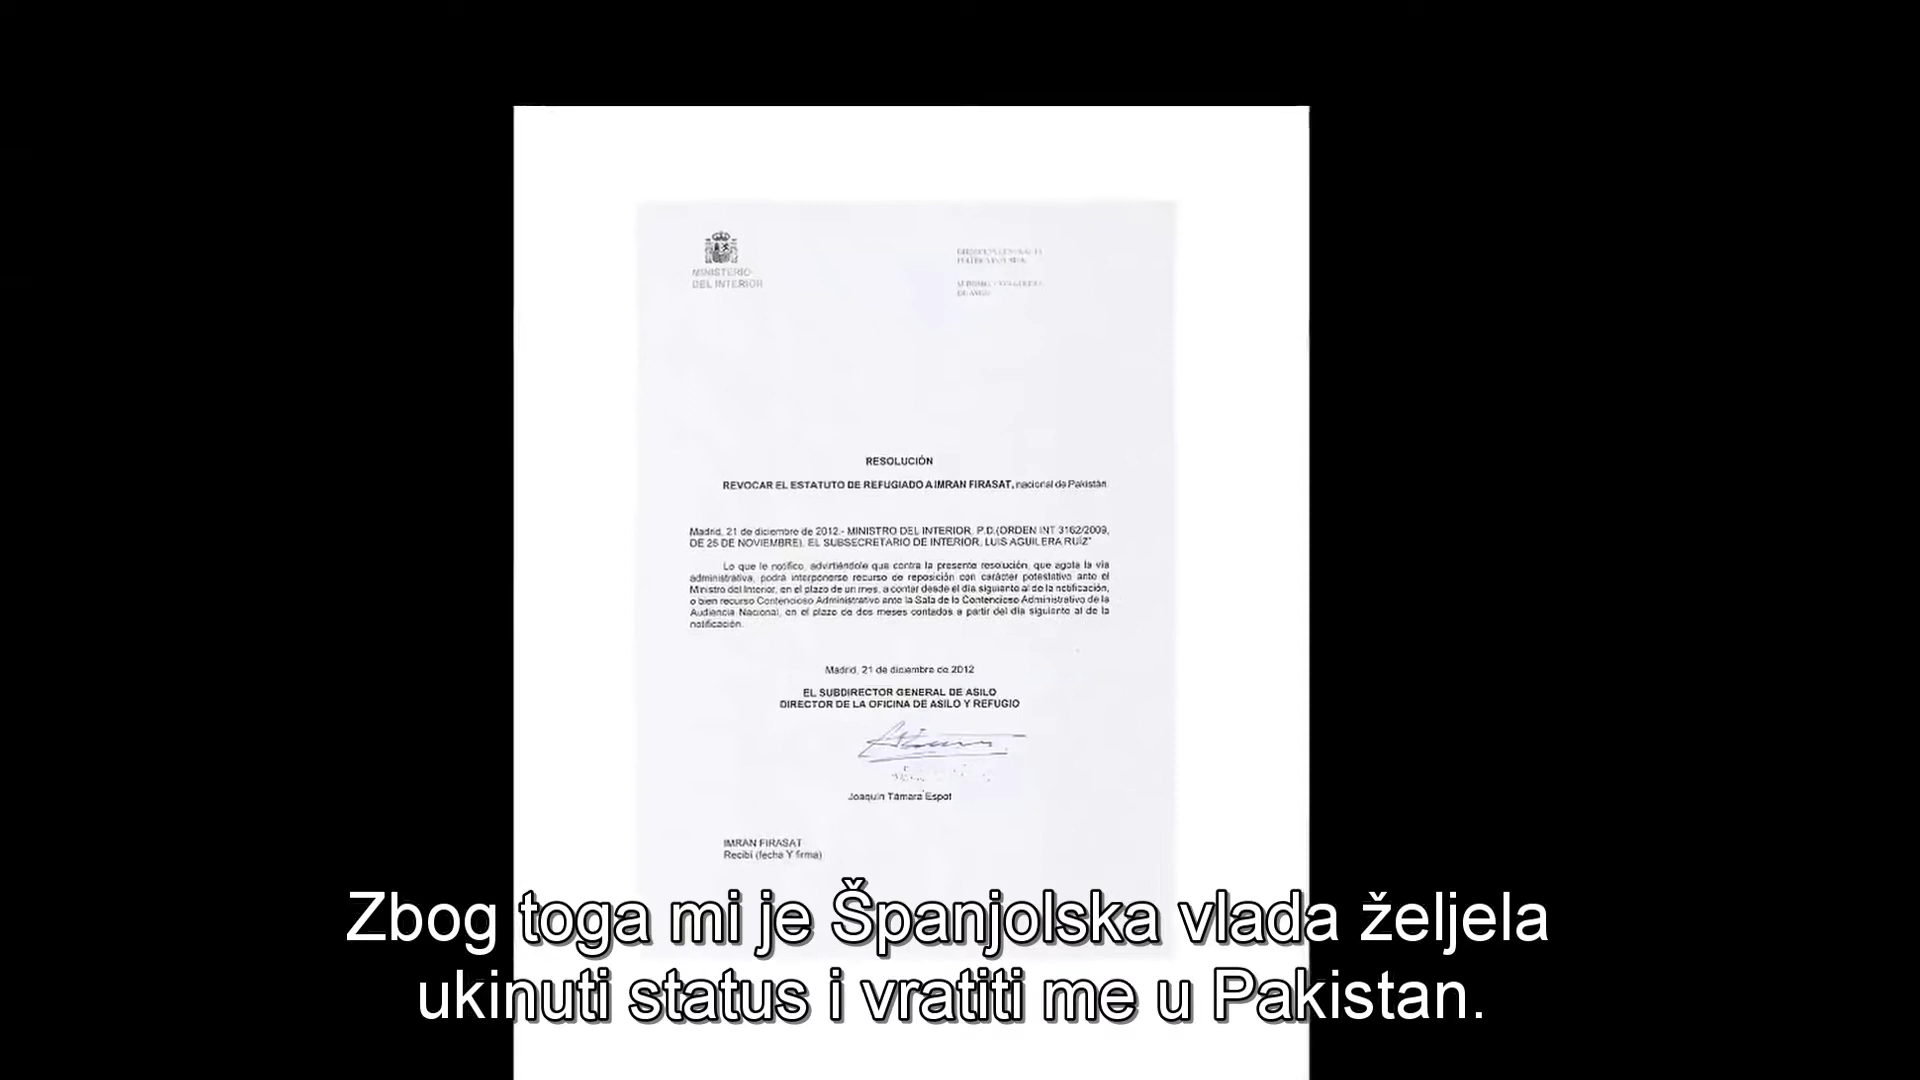 MINISTERIO
DEL INTERIOR
DE ASILO
RESOLUCIÓN
REVOCAR EL ESTATUTO DE REFUGIADO A IMRAN FIRASAT, nacional de Pakistán
Madrid, 21 de diciembre de 2012.- MINISTRO DEL INTERIOR, P.D.(ORDEN INT 3162/2009,
DE 25 DE NOVIEMBRE), EL SUBSECRETARIO DE INTERIOR, LUIS AGUILERA RUIZ"
Lo que le notifico, advirtiéndole que contra la presente resolución, que agota la vía
administrativa, podrá interponerse recurso de reposición con carácter potestativo ante el
Ministro del Interior, en el plazo de un mes, a contar desde el día siguiente al de la notificación,
o bien recurso Contencioso Administrativo ante la Sala de lo Contencioso Administrativo de la
Audiencia Nacional, en el plazo de dos meses contados a partir del día siguiente al de la
notificación.
Madrid, 21 de diciembre de 2012
EL SUBDIRECTOR GENERAL DE ASILO
DIRECTOR DE LA OFICINA DE ASILO Y REFUGIO
Joaquín Támara Espot
IMRAN FIRASAT
Recibí (fecha Y firma)
Zbog toga mi je Španjolska vlada željela
ukinuti status i vratiti me u Pakistan.